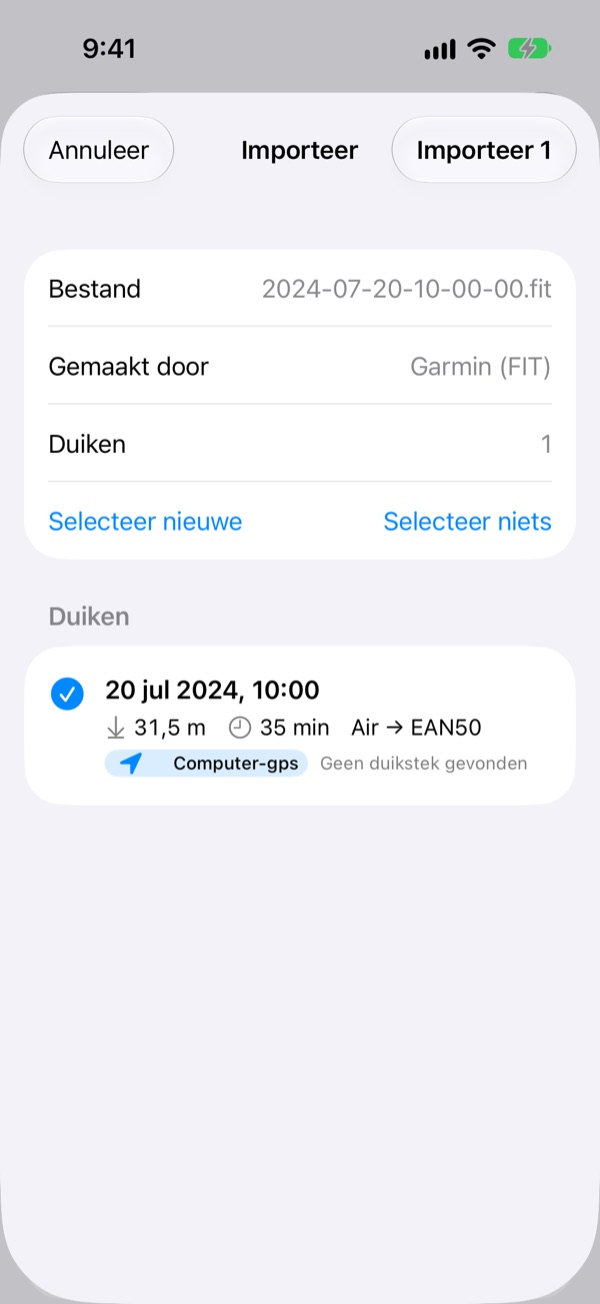 9:41
Annuleer
Importeer
Importeer 1
Bestand 2024-07-20-10-00-00.fit
Gemaakt door Garmin (FIT)
Duiken 1
Selecteer nieuwe Selecteer niets
Duiken
20 jul 2024, 10:00
31,5 m 35 min Air → EAN50
Computer-gps Geen duikstek gevonden